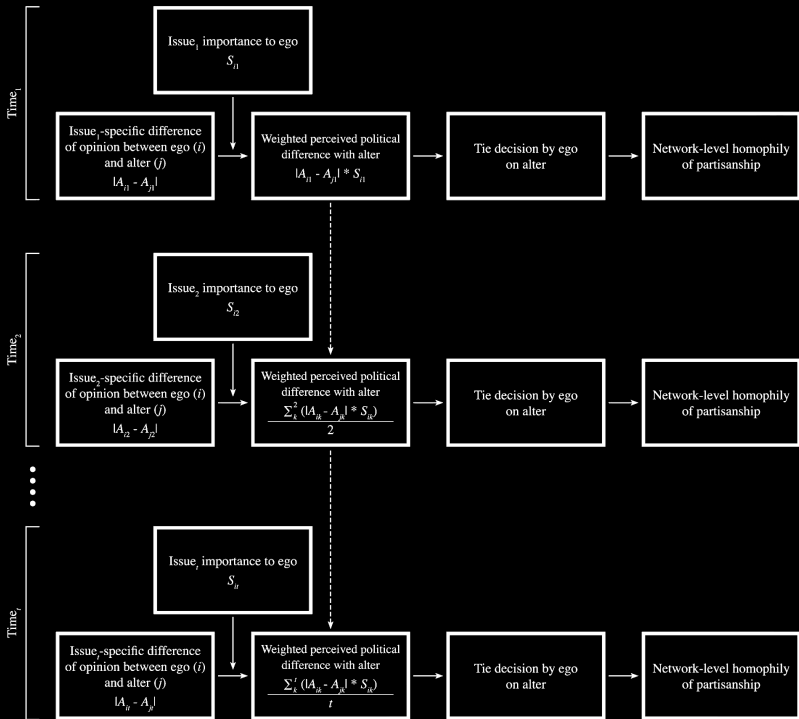 Time₁
Issue₁ importance to ego
Sᵢ₁
Issue₁-specific difference
of opinion between ego (i)
and alter (j)
|Aᵢ₁ - Aⱼ₁|
Weighted perceived political
difference with alter
|Aᵢ₁ - Aⱼ₁| * Sᵢ₁
Tie decision by ego
on alter
Network-level homophily
of partisanship
Time₂
Issue₂ importance to ego
Sᵢ₂
Issue₂-specific difference
of opinion between ego (i)
and alter (j)
|Aᵢ₂ - Aⱼ₂|
Weighted perceived political
difference with alter
∑ₖ² (|Aᵢₖ - Aⱼₖ| * Sᵢₖ)
2
Tie decision by ego
on alter
Network-level homophily
of partisanship
Timeₜ
Issueₜ importance to ego
Sᵢₜ
Issueₜ-specific difference
of opinion between ego (i)
and alter (j)
|Aᵢₜ - Aⱼₜ|
Weighted perceived political
difference with alter
∑ₖᵗ (|Aᵢₖ - Aⱼₖ| * Sᵢₖ)
t
Tie decision by ego
on alter
Network-level homophily
of partisanship